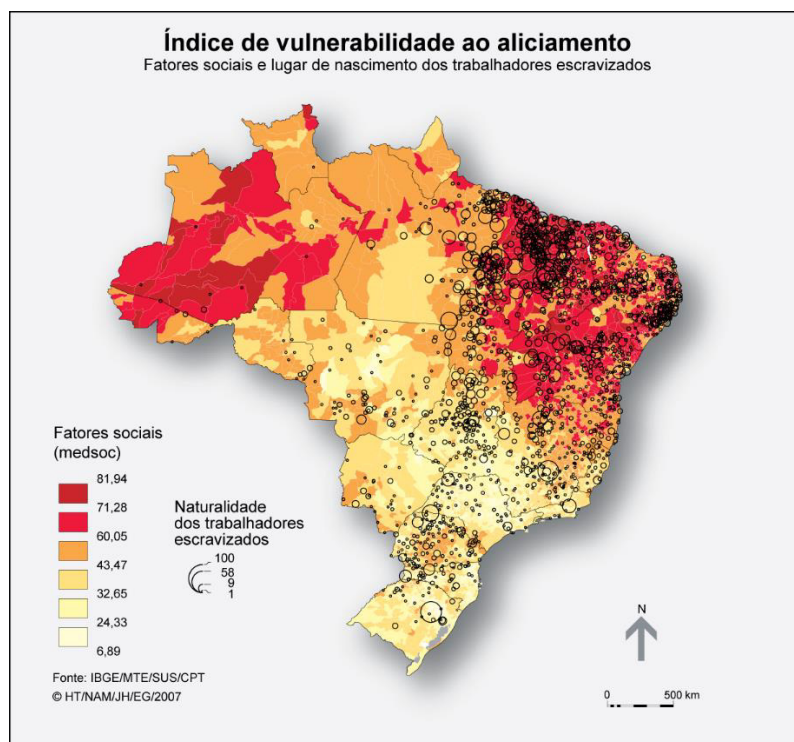 Índice de vulnerabilidade ao aliciamento
Fatores sociais e lugar de nascimento dos trabalhadores escravizados
Fatores sociais
(medsoc)
81,94
71,28
60,05
43,47
32,65
24,33
6,89
Naturalidade
dos trabalhadores
escravizados
100
58
9
1
N
0 500 km
Fonte: IBGE/MTE/SUS/CPT
© HT/NAM/JH/EG/2007